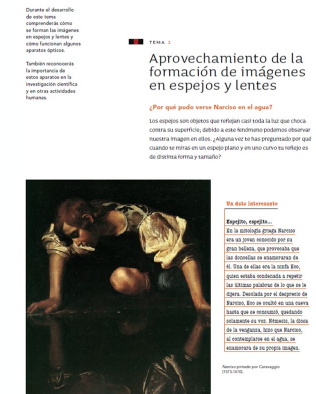 Durante el desarrollo
de este tema
comprenderás cómo
se forman las imágenes
en espejos y lentes y
cómo funcionan algunos
aparatos ópticos.
También reconocerás
la importancia de
estos aparatos en la
investigación científica
y en otras actividades
humanas.
TEMA 2
Aprovechamiento de la
formación de imágenes
en espejos y lentes
¿Por qué pudo verse Narciso en el agua?
Los espejos son objetos que reflejan casi toda la luz que choca
contra su superficie; debido a este fenómeno podemos observar
nuestra imagen en ellos. ¿Alguna vez te has preguntado por qué
cuando te miras en un espejo plano y en uno curvo tu reflejo es
de distinta forma y tamaño?
Un dato interesante
Espejito, espejito...
En la mitología griega Narciso
era un joven conocido por su
gran belleza, que provocaba que
las doncellas se enamoraran de
él. Una de ellas era la ninfa Eco,
quien estaba condenada a repetir
las últimas palabras de lo que se le
dijera. Desolada por el desprecio de
Narciso, Eco se ocultó en una cueva
hasta que se consumió, quedando
solamente su voz. Némesis, la diosa
de la venganza, hizo que Narciso,
al contemplarse en el agua, se
enamorara de su propia imagen.
Narciso pintado por Caravaggio
(1573-1610).